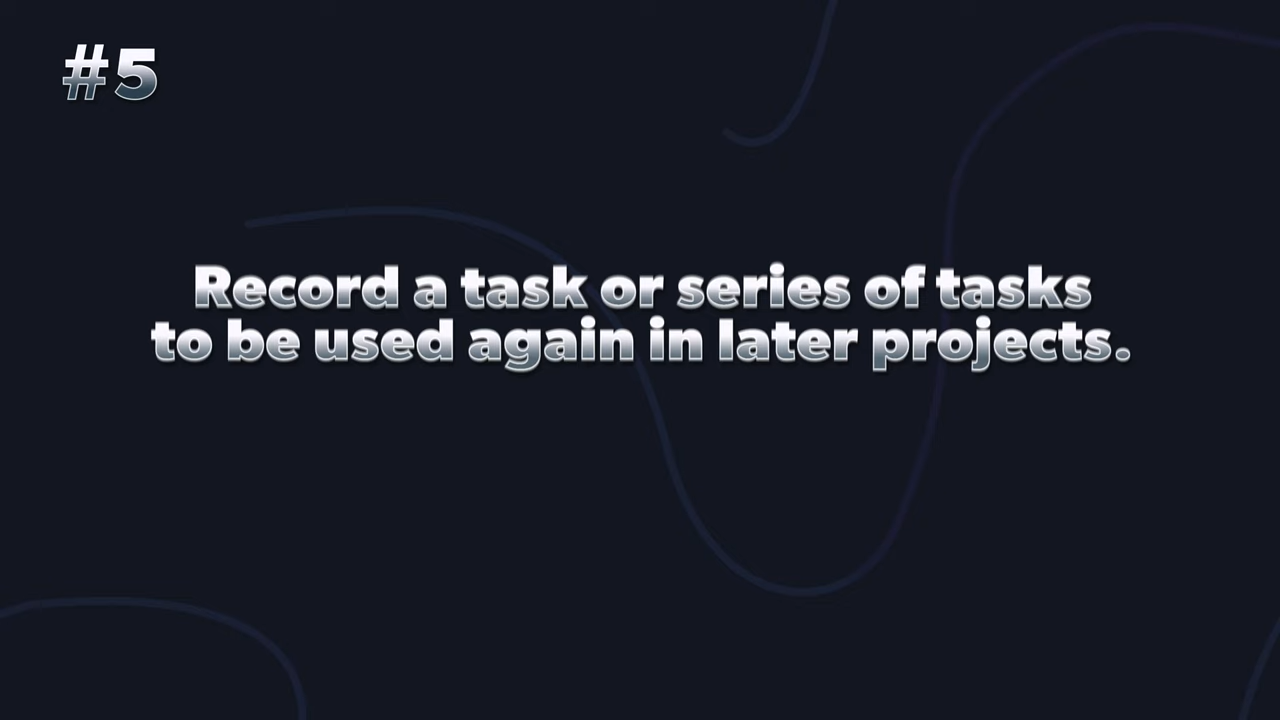 #5
Record a task or series of tasks
to be used again in later projects.